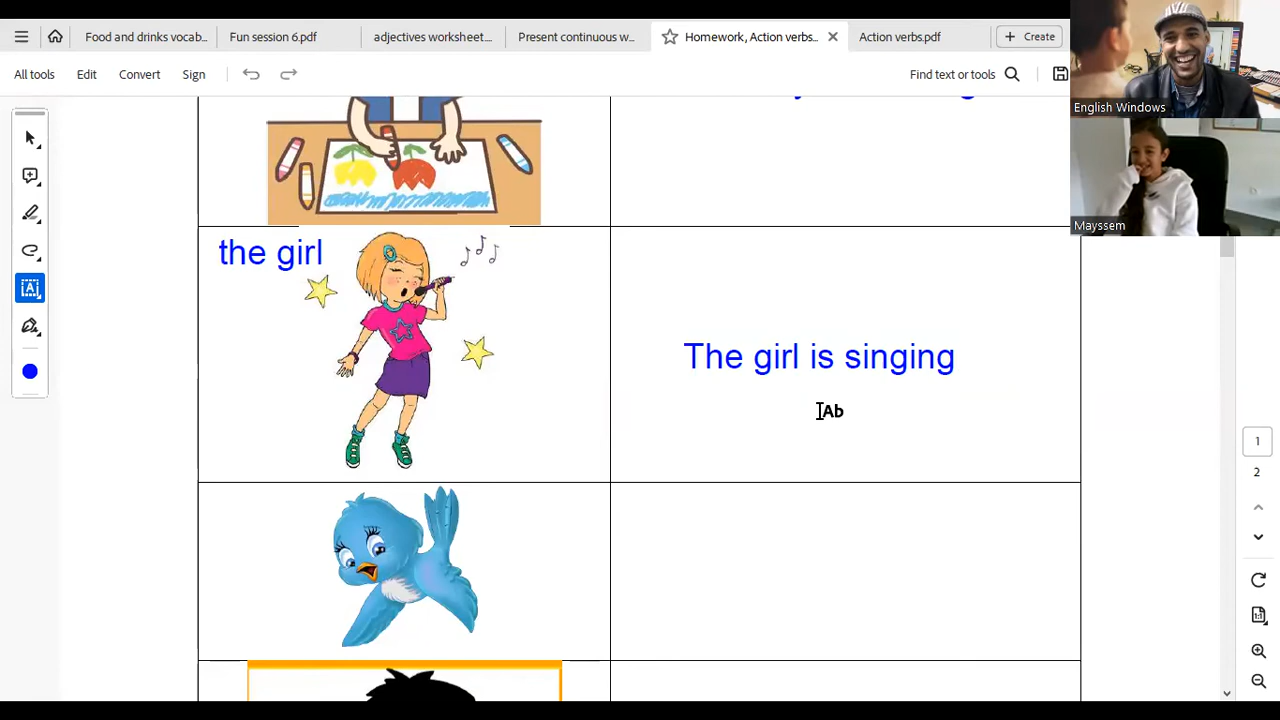 Food and drinks vocab...
Fun session 6.pdf
adjectives worksheet....
Present continuous w...
Homework, Action verbs...
Action verbs.pdf
Create
All tools
Edit
Convert
Sign
Find text or tools
English Windows
Mayssem
the girl
The girl is singing
Ab
1
2